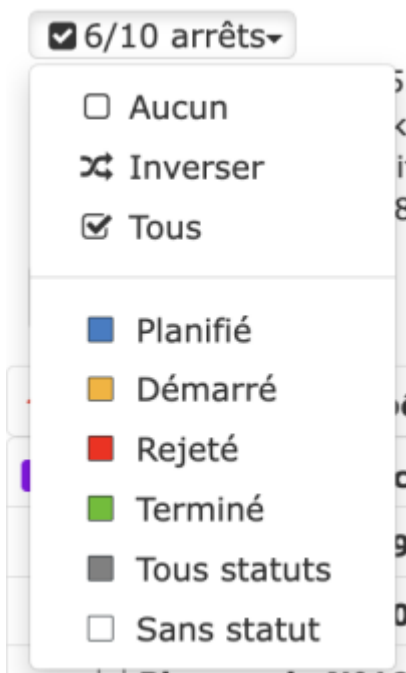 6/10 arrêts
Aucun
Inverser
Tous
Planifié
Démarré
Rejeté
Terminé
Tous statuts
Sans statut